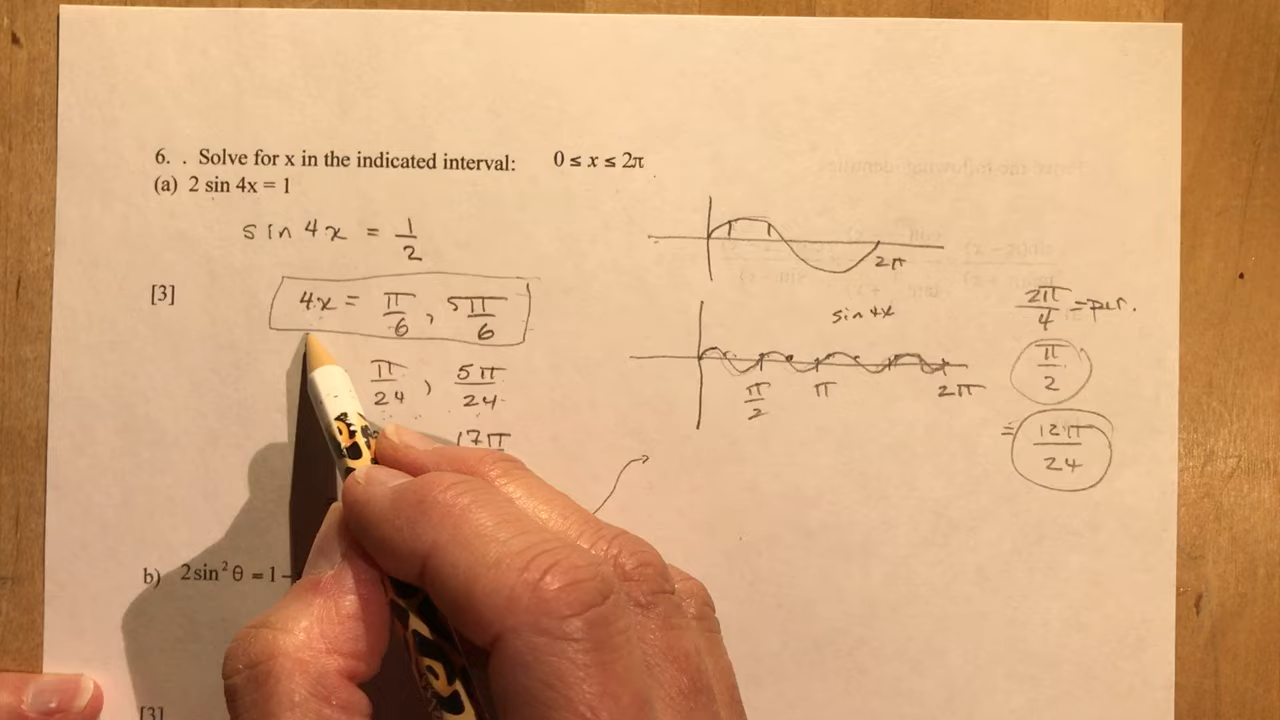 6. . Solve for x in the indicated interval: 0 ≤ x ≤ 2π
(a) 2 sin 4x = 1
sin 4x = 1/2
[3]
4x = π/6, 5π/6
π/24, 5π/24
17π
b) 2sin²θ = 1 –
[3]
2π
sin 4x
π/2 π 2π
2π/4 = per.
π/2
= 12π/24